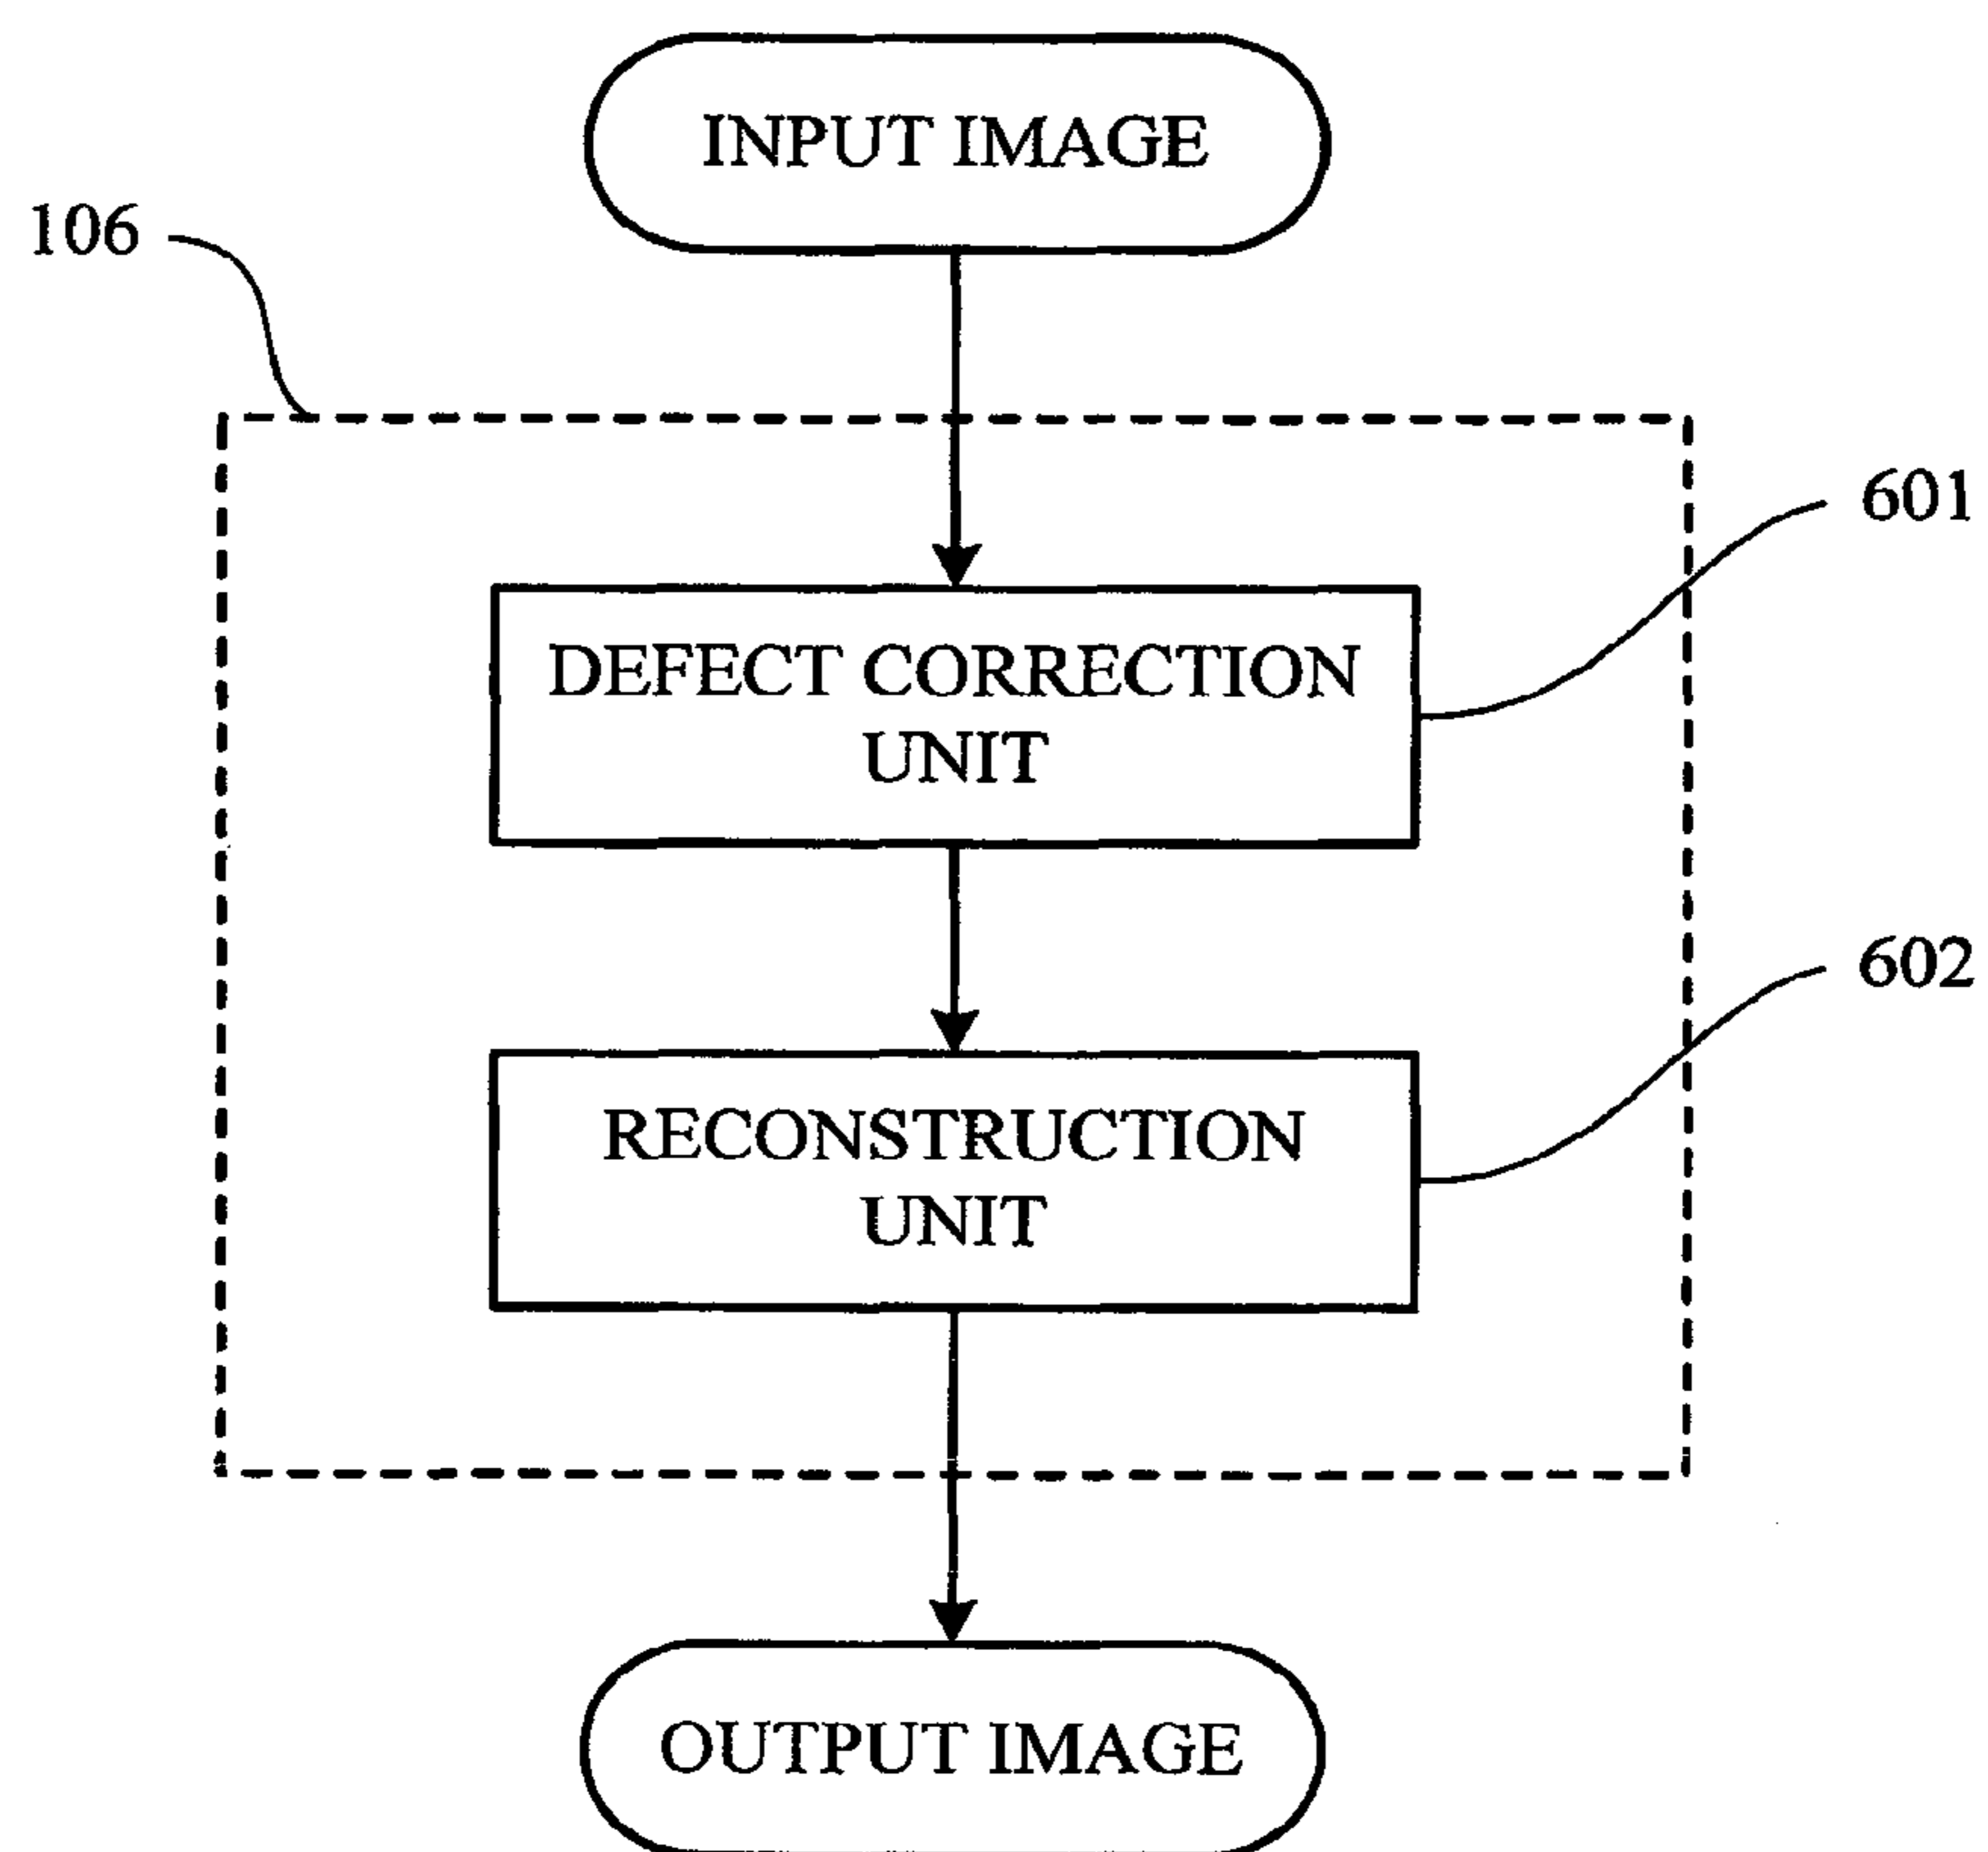 INPUT IMAGE
106
601
DEFECT CORRECTION
UNIT
602
RECONSTRUCTION
UNIT
OUTPUT IMAGE